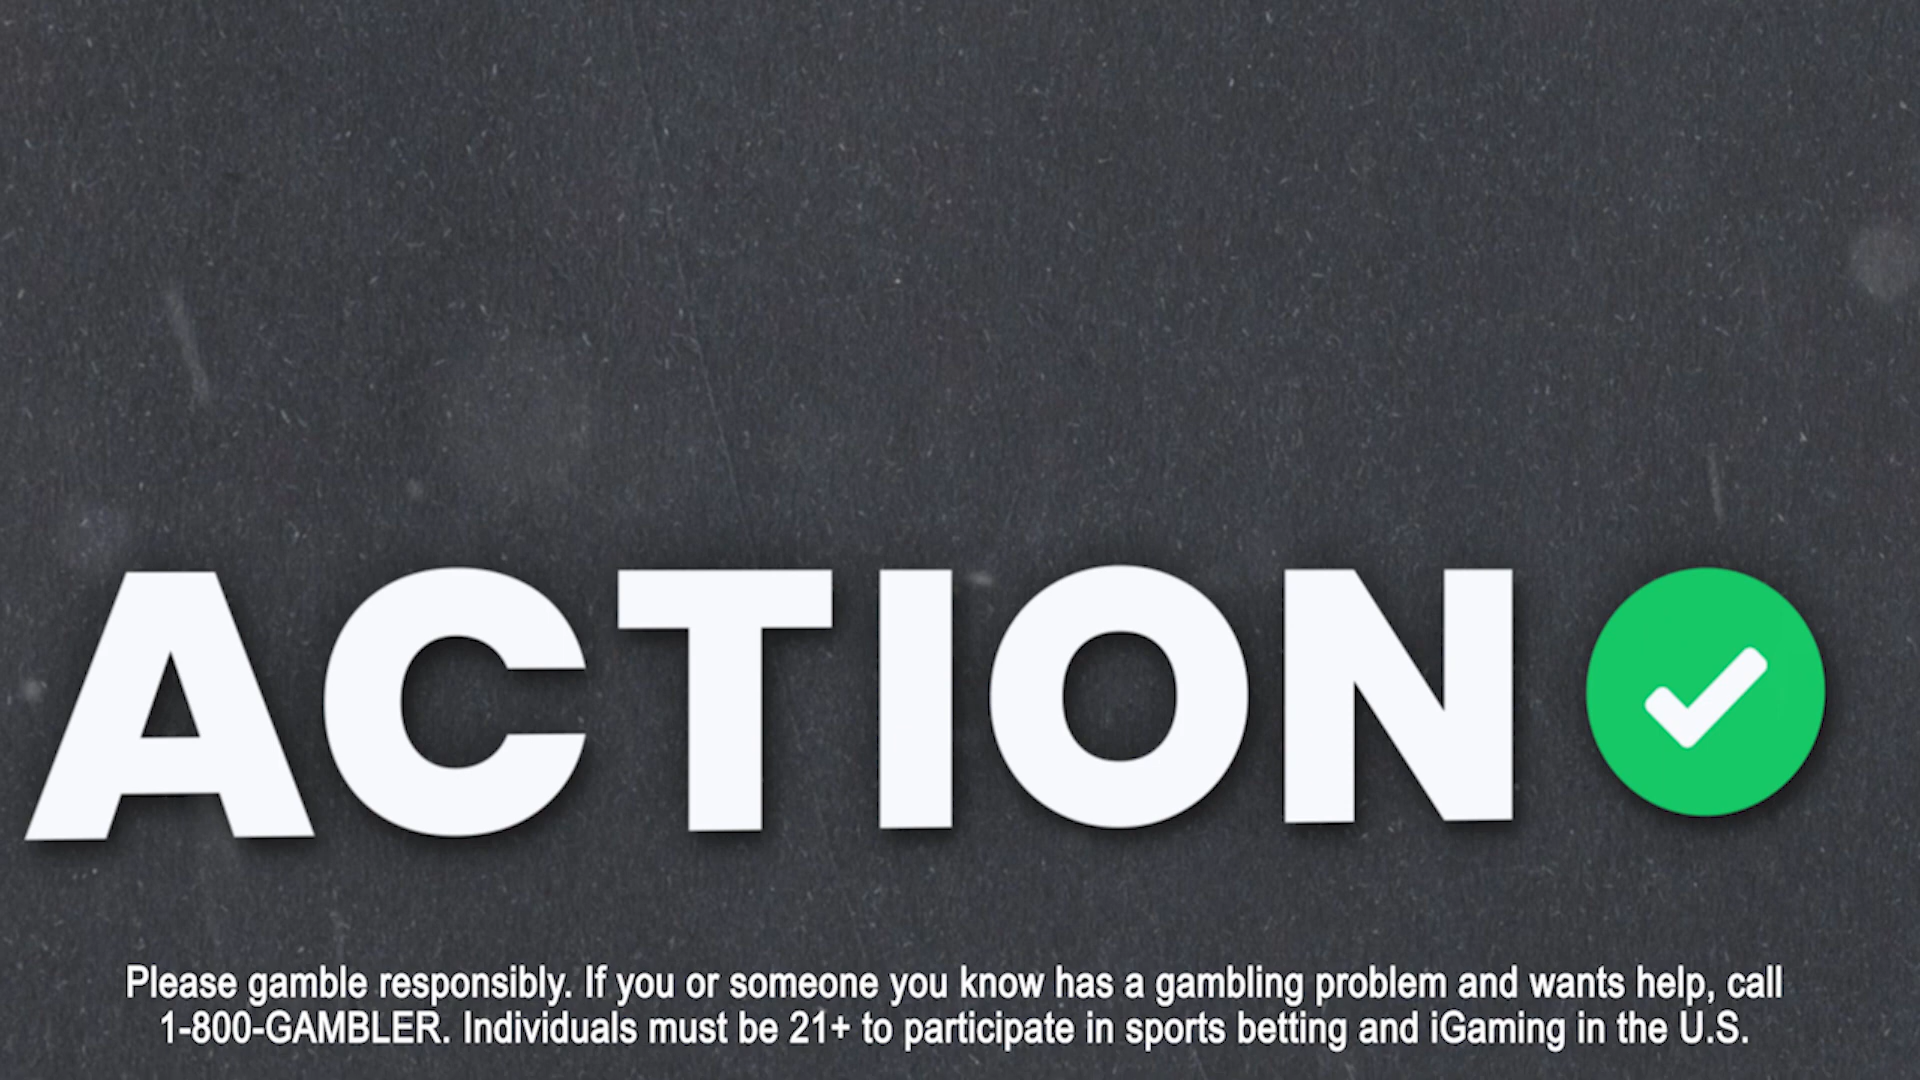 ACTION
Please gamble responsibly. If you or someone you know has a gambling problem and wants help, call
1-800-GAMBLER. Individuals must be 21+ to participate in sports betting and iGaming in the U.S.